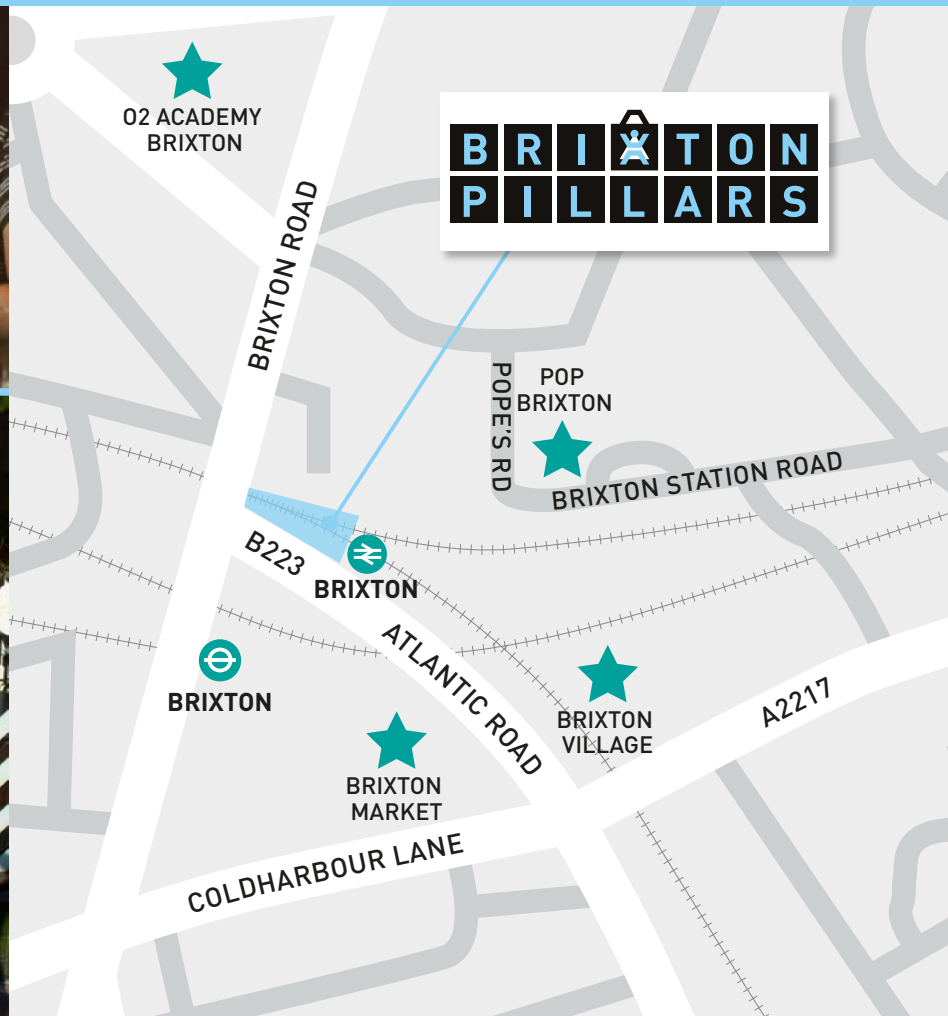 O2 ACADEMY
BRIXTON
BRIXTON
PILLARS
BRIXTON ROAD
POPE'S RD
POP
BRIXTON
BRIXTON STATION ROAD
B223
BRIXTON
ATLANTIC ROAD
BRIXTON
BRIXTON
VILLAGE
A2217
BRIXTON
MARKET
COLDHARBOUR LANE